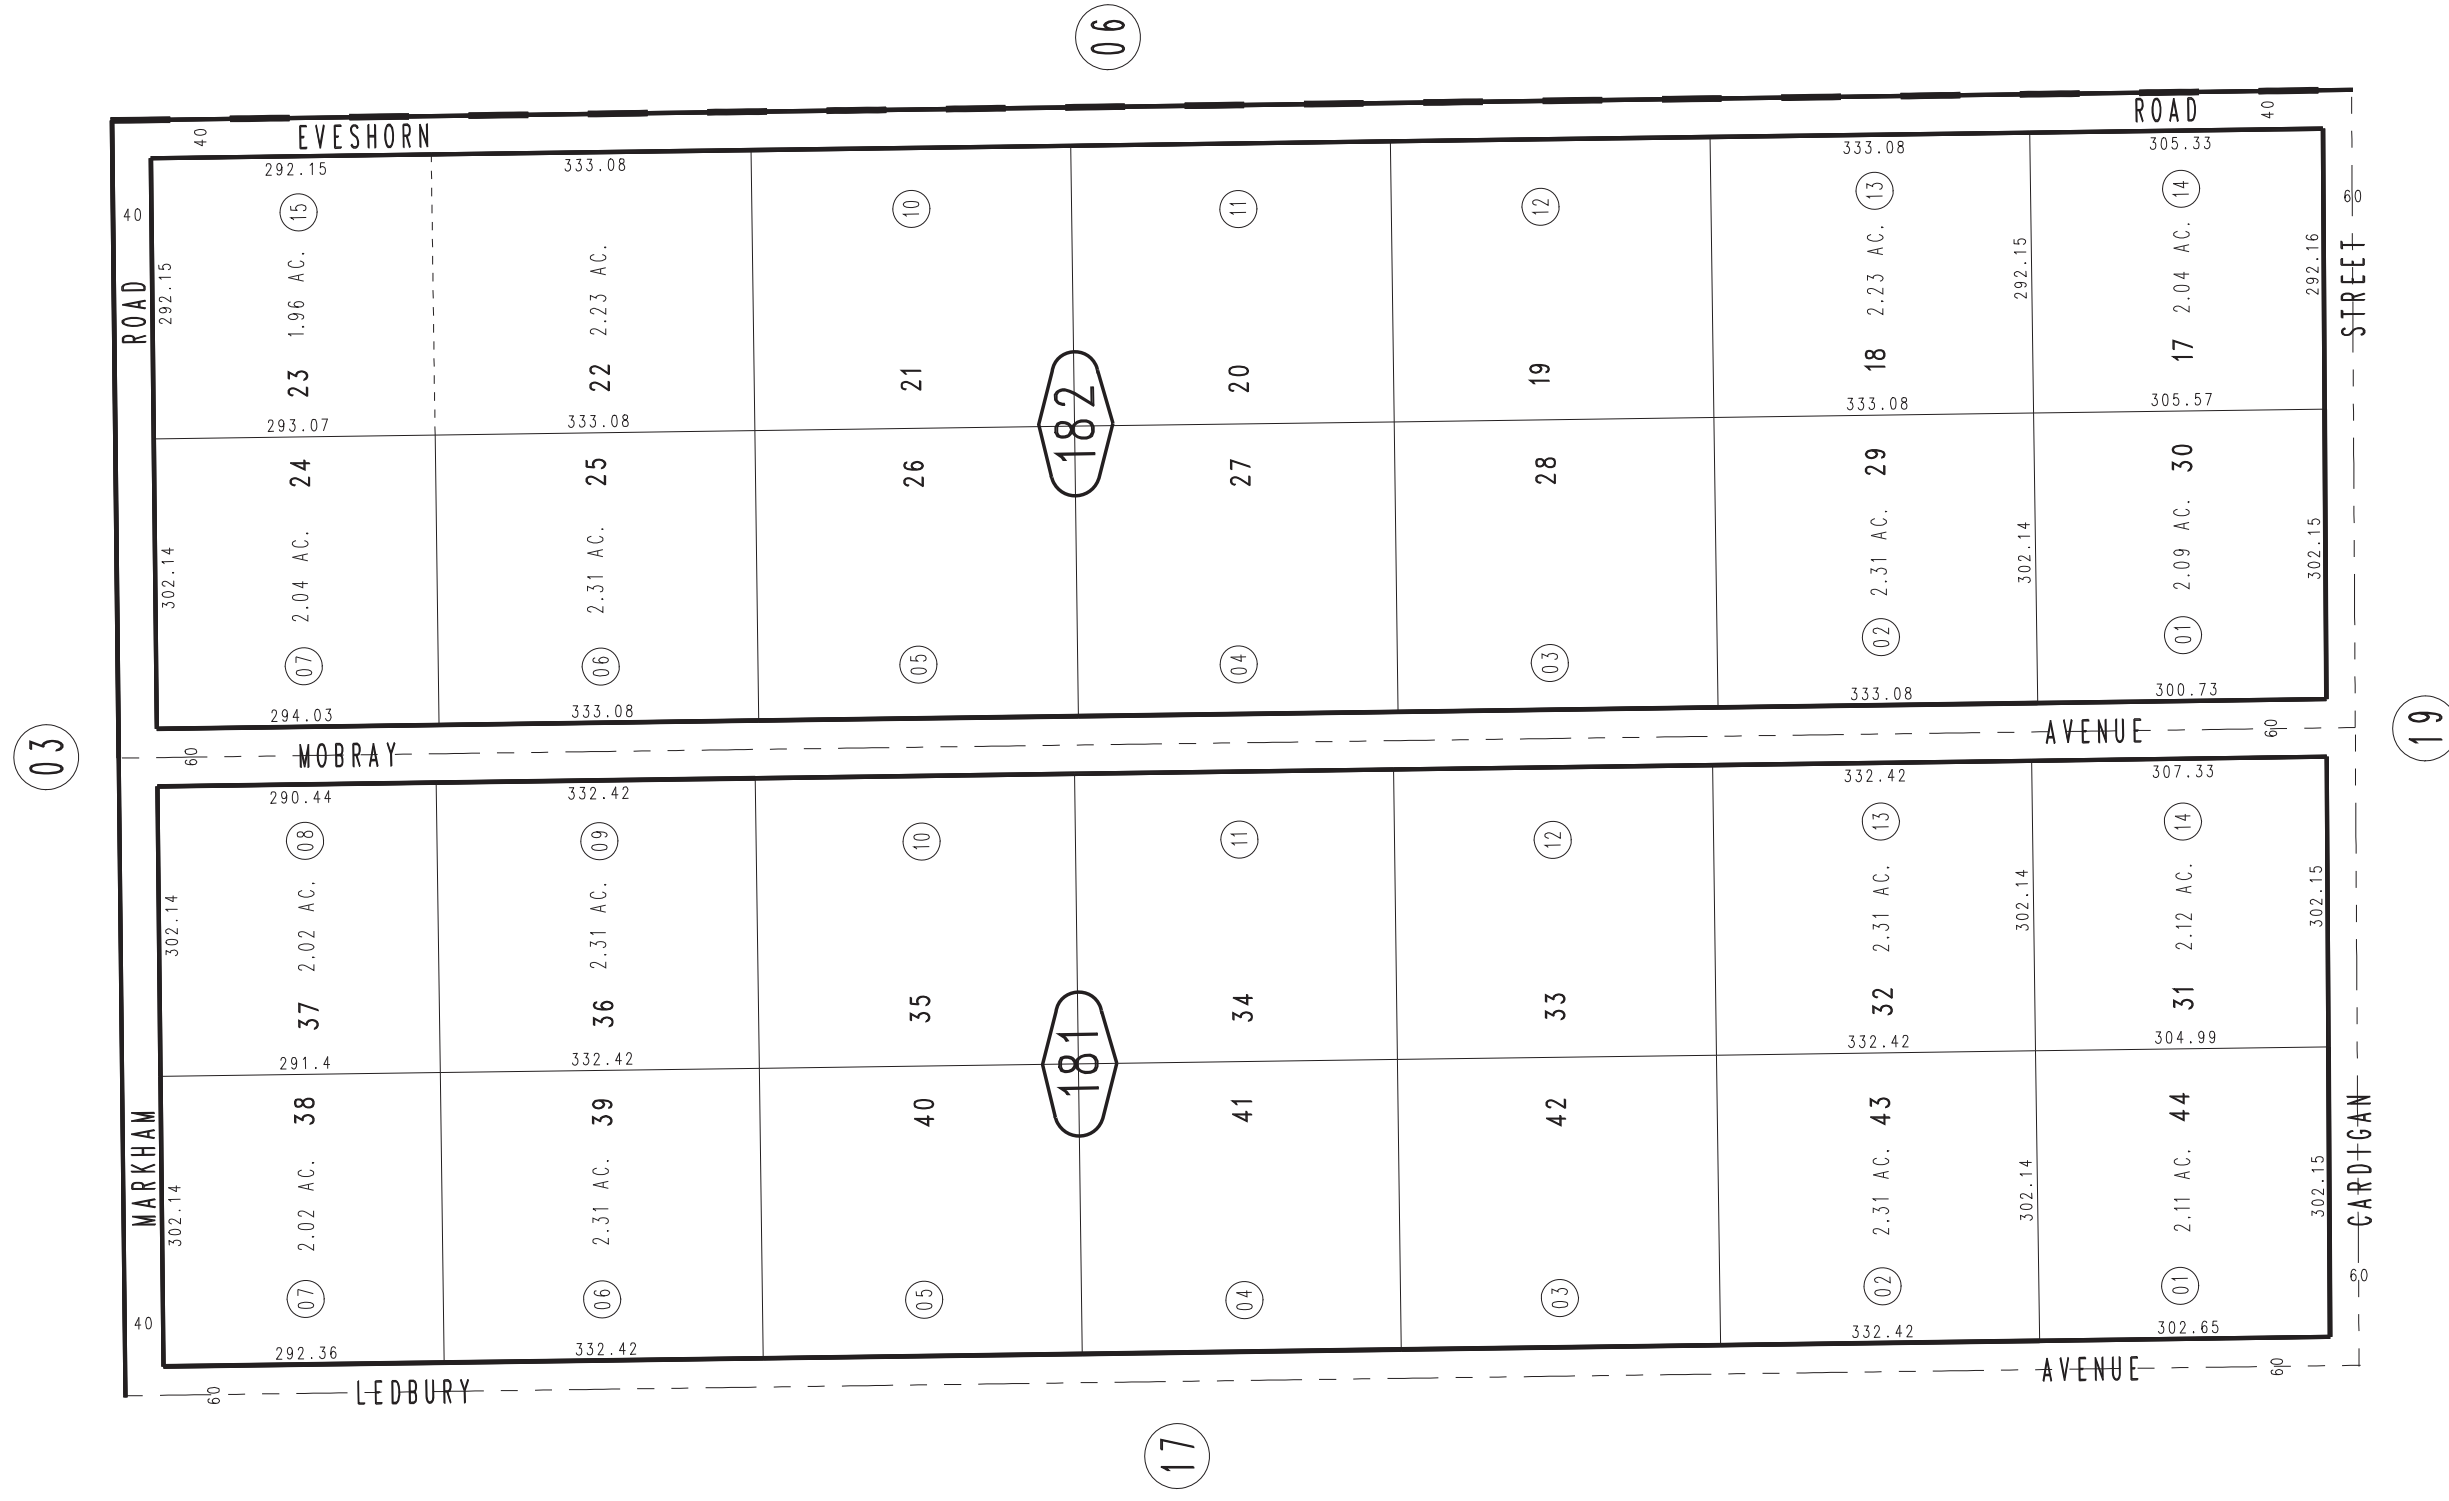 06
EVESHORN ROAD
40 40
292.15 333.08 333.08 305.33
15 10 11 12 13 14
40 60
ROAD STREET
292.15 1.96 AC. 2.23 AC. 2.23 AC. 292.15 2.04 AC. 292.16
23 22 21 20 19 18 17
293.07 333.08 333.08 305.57
182
24 25 26 27 28 29 30
302.14 2.04 AC. 2.31 AC. 2.31 AC. 302.14 2.09 AC. 302.15
07 06 05 04 03 02 01
294.03 333.08 333.08 300.73
03 19
60 MOBRAY AVENUE 60
290.44 332.42 332.42 307.33
08 09 10 11 12 13 14
302.14 2.02 AC. 2.31 AC. 2.31 AC. 302.14 2.12 AC. 302.15
37 36 35 34 33 32 31
291.4 332.42 332.42 304.99
181
38 39 40 41 42 43 44
MARKHAM CARDIGAN
302.14 2.02 AC. 2.31 AC. 2.31 AC. 302.14 2.11 AC. 302.15
07 06 05 04 03 02 01
40 60
292.36 332.42 332.42 302.65
60 LEDBURY AVENUE 60
17